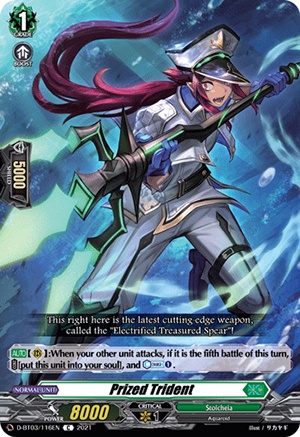 1
GRADE
BOOST
5000
SHIELD
This right here is the latest cutting edge weapon,
called the "Electrified Treasured Spear"!
AUTO [ ]:When your other unit attacks, if it is the fifth battle of this turn,
[put this unit into your soul], and 1.
NORMAL UNIT
Prized Trident
POWER 8000
CRITICAL
1
Stoicheia
Aquaroid
D-BT03/116EN C 2021
illust / サカヤギ